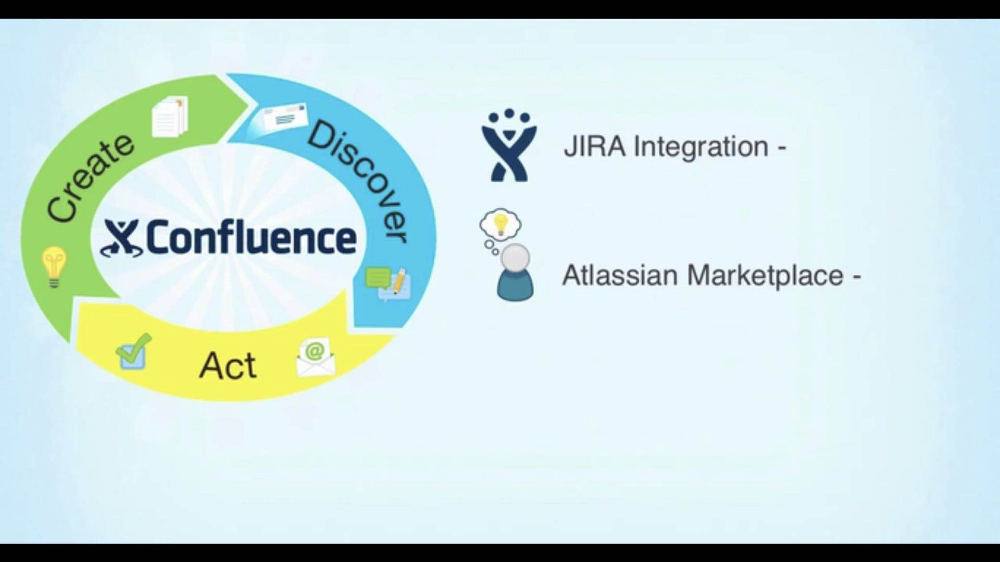 Create
Discover
Confluence
Act
JIRA Integration -
Atlassian Marketplace -
@